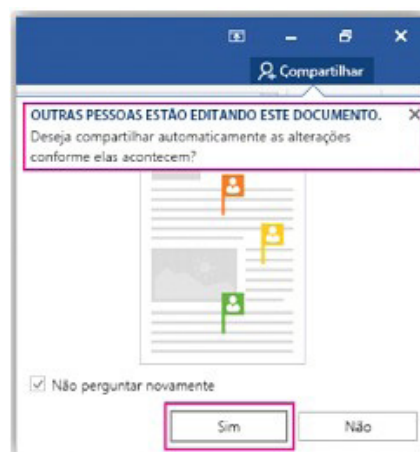 Compartilhar
OUTRAS PESSOAS ESTÃO EDITANDO ESTE DOCUMENTO.
Deseja compartilhar automaticamente as alterações
conforme elas acontecem?
Não perguntar novamente
Sim Não